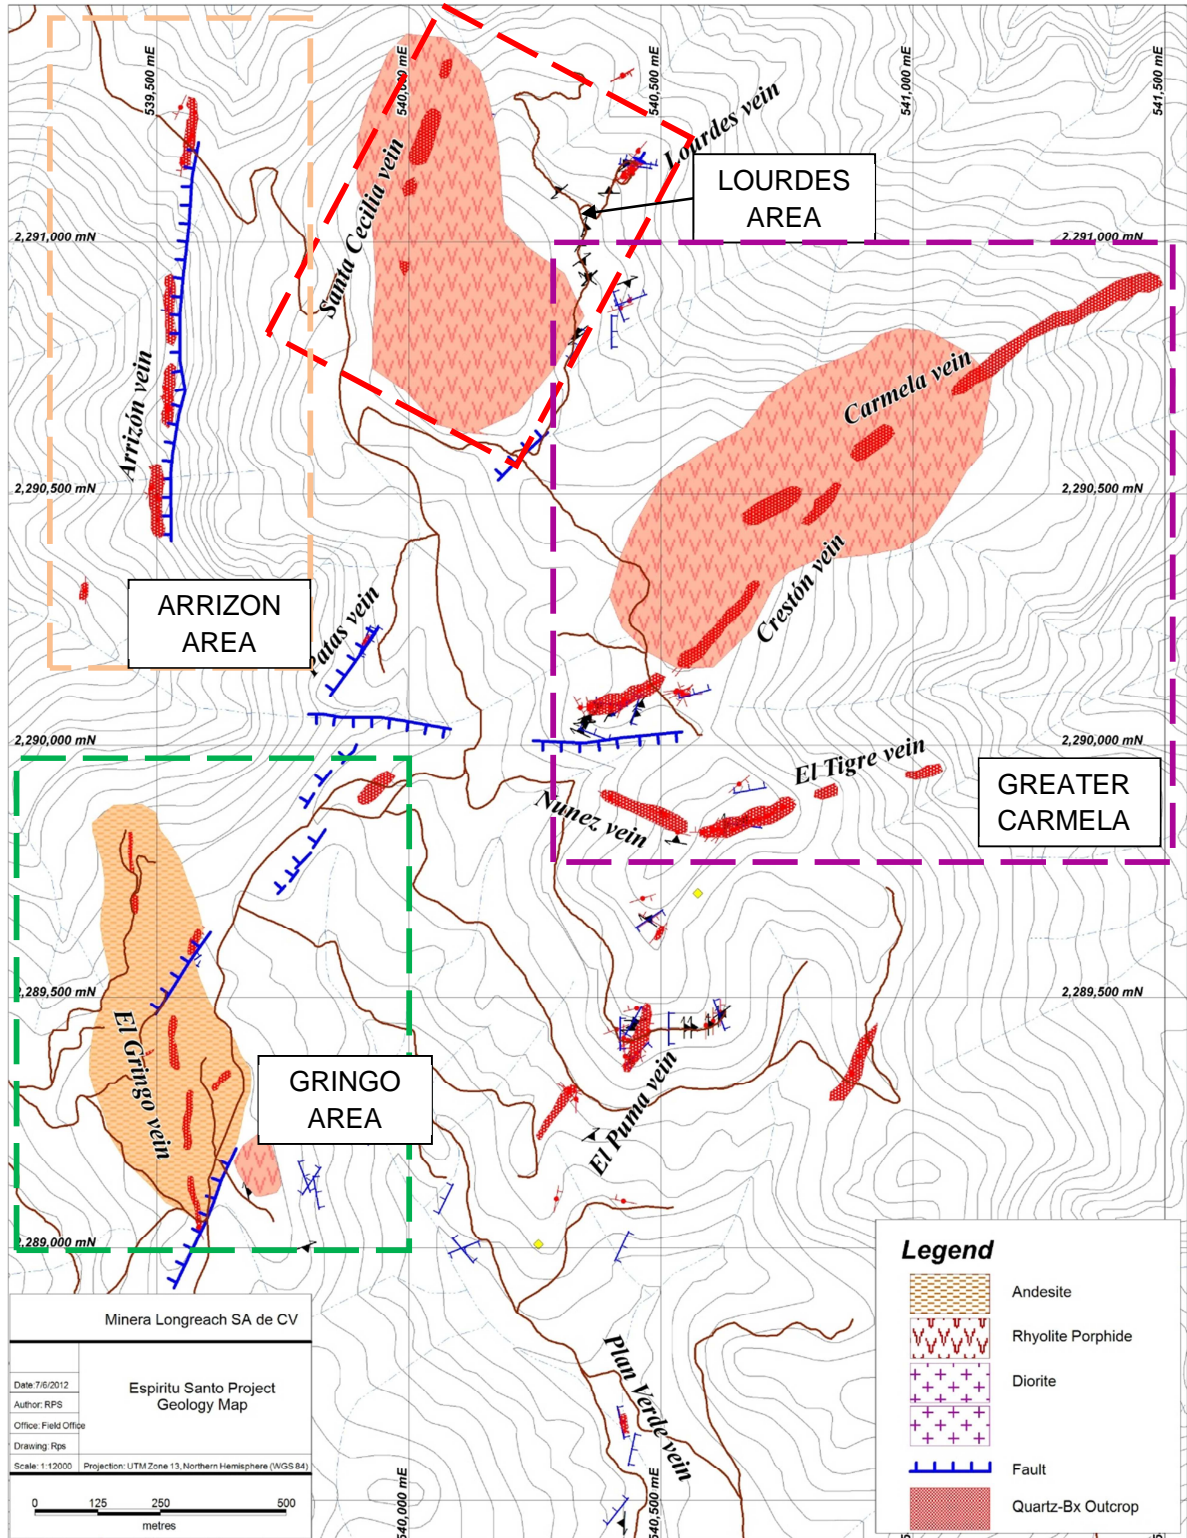 539,500 mE
540,000 mE
540,500 mE
541,000 mE
541,500 mE
Lourdes vein
LOURDES
AREA
Santa Cecilia vein
2,291,000 mN
2,291,000 mN
Carmela vein
Arrizón vein
2,290,500 mN
2,290,500 mN
Crestón vein
ARRIZON
AREA
Patas vein
2,290,000 mN
2,290,000 mN
El Tigre vein
Nunez vein
GREATER
CARMELA
2,289,500 mN
2,289,500 mN
El Gringo vein
GRINGO
AREA
El Puma vein
2,289,000 mN
Plan Verde vein
540,000 mE
540,500 mE
Minera Longreach SA de CV
Date:7/6/2012
Author: RPS
Office: Field Office
Drawing: Rps
Espiritu Santo Project
Geology Map
Scale: 1:12000
Projection: UTM Zone 13, Northern Hemisphere (WGS 84)
0 125 250 500
metres
Legend
Andesite
Rhyolite Porphide
Diorite
Fault
Quartz-Bx Outcrop